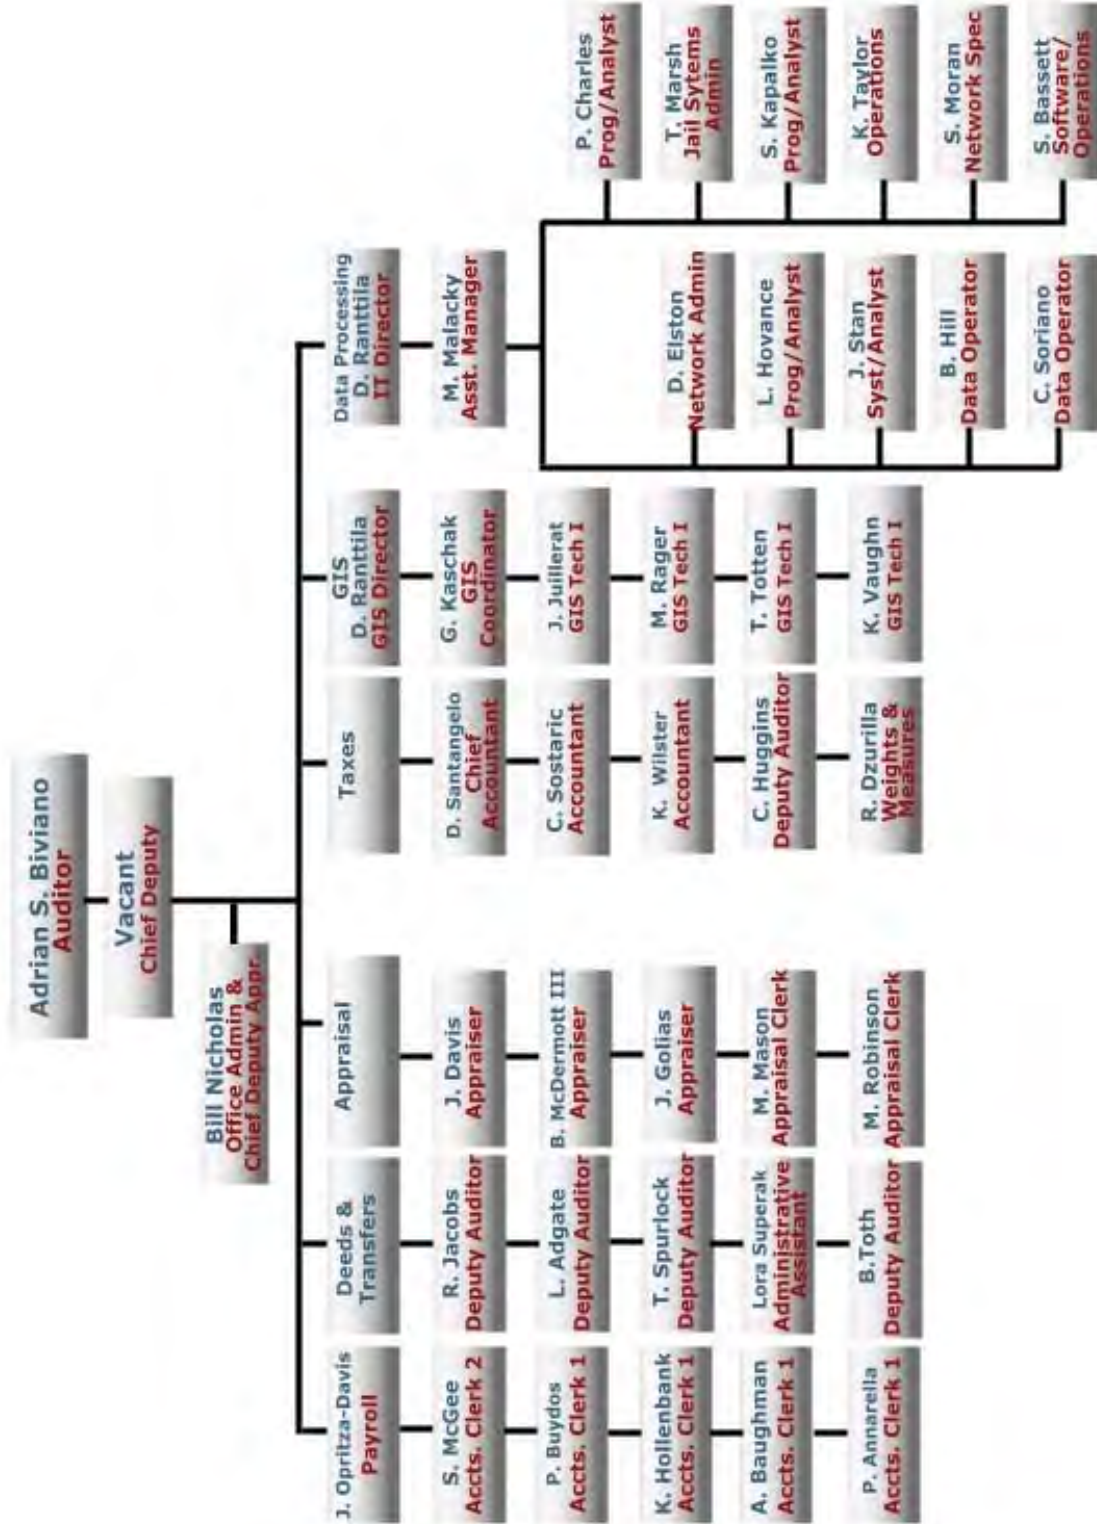 Adrian S. Biviano
Auditor
Vacant
Chief Deputy
Bill Nicholas
Office Admin &
Chief Deputy Appr.
J. Opritza-Davis
Payroll
S. McGee
Accts. Clerk 2
P. Buydos
Accts. Clerk 1
K. Hollenbank
Accts. Clerk 1
A. Baughman
Accts. Clerk 1
P. Annarella
Accts. Clerk 1
Deeds &
Transfers
R. Jacobs
Deputy Auditor
L. Adgate
Deputy Auditor
T. Spurlock
Deputy Auditor
Lora Superak
Administrative
Assistant
B.Toth
Deputy Auditor
Appraisal
J. Davis
Appraiser
B. McDermott III
Appraiser
J. Golias
Appraiser
M. Mason
Appraisal Clerk
M. Robinson
Appraisal Clerk
Taxes
D. Santangelo
Chief
Accountant
C. Sostaric
Accountant
K. Wilster
Accountant
C. Huggins
Deputy Auditor
R. Dzurilla
Weights &
Measures
GIS
D. Ranttila
GIS Director
G. Kaschak
GIS
Coordinator
J. Juillerat
GIS Tech I
M. Rager
GIS Tech I
T. Totten
GIS Tech I
K. Vaughn
GIS Tech I
Data Processing
D. Ranttila
IT Director
M. Malacky
Asst. Manager
D. Elston
Network Admin
L. Hovance
Prog/Analyst
J. Stan
Syst/Analyst
B. Hill
Data Operator
C. Soriano
Data Operator
P. Charles
Prog/Analyst
T. Marsh
Jail Sytems
Admin
S. Kapalko
Prog/Analyst
K. Taylor
Operations
S. Moran
Network Spec
S. Bassett
Software/
Operations